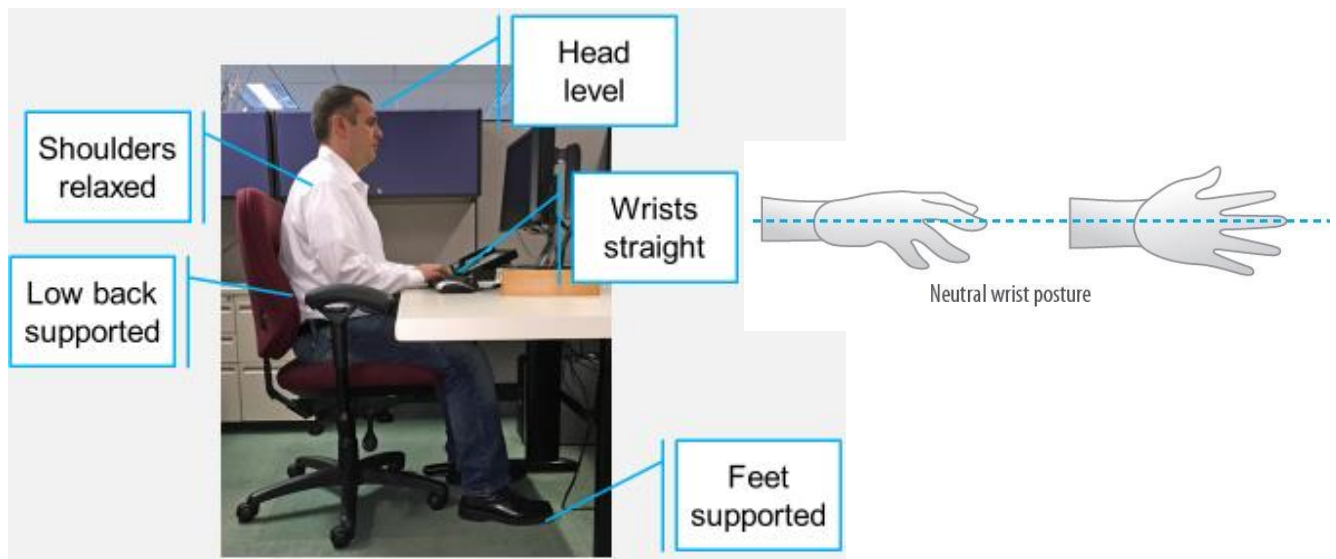 Head
level
Shoulders
relaxed
Wrists
straight
Low back
supported
Neutral wrist posture
Feet
supported